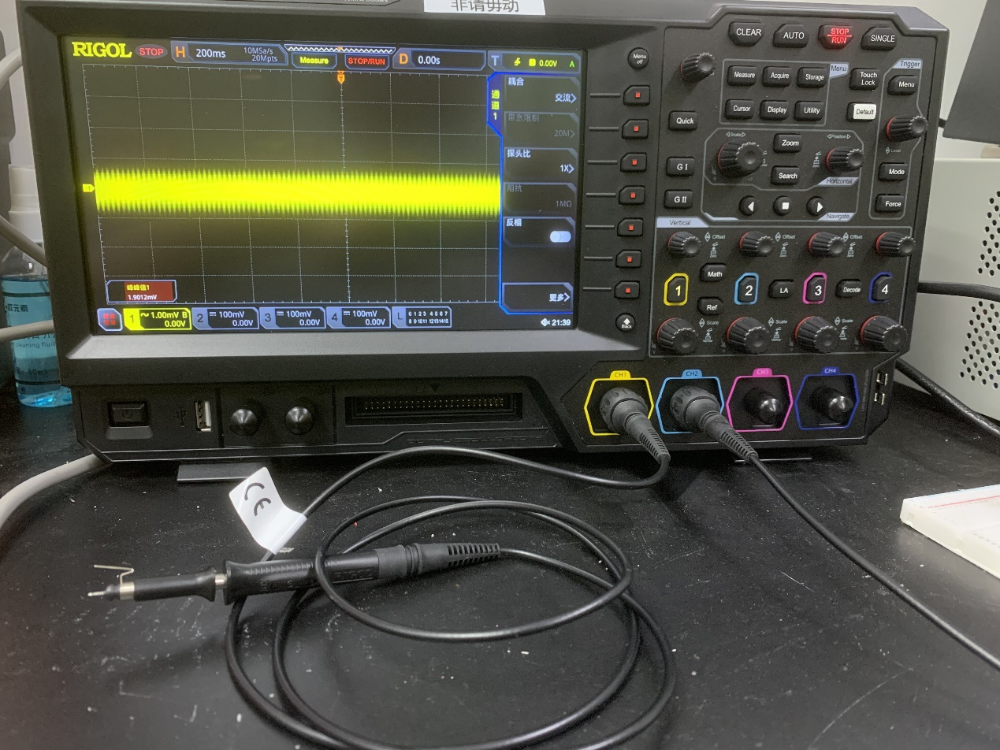 非请毋动
RIGOL STOP H 200ms 10MSa/s 20Mpts Measure STOP/RUN D 0.00s T 0.00V A
通道1
耦合
交流
带宽限制
20M
探头比
1X
阻抗
1MΩ
反相
更多
峰峰值1
1.9012mV
1 1.00mV B 0.00V
2 100mV 0.00V
3 100mV 0.00V
4 100mV 0.00V
L 0 1 2 3 4 5 6 7
8 9 10 11 12 13 14 15
21:39
Menu off
CLEAR
AUTO
STOP RUN
SINGLE
Measure
Acquire
Storage
Menu
Touch Lock
Trigger
Menu
Cursor
Display
Utility
Default
Quick
Scale
Zoom
Position
Level
G I
Search
Horizontal
Mode
G II
Navigate
Force
Vertical
Offset
Offset
Offset
1
Math
2
LA
3
Decode
4
Ref
Back
Scale
Scale
Scale
CH1
CH2
CH3
CH4
CE